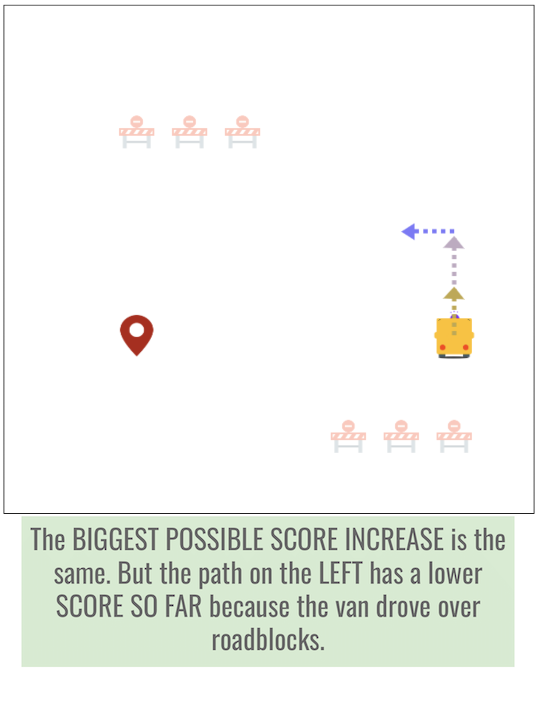 The BIGGEST POSSIBLE SCORE INCREASE is the
same. But the path on the LEFT has a lower
SCORE SO FAR because the van drove over
roadblocks.